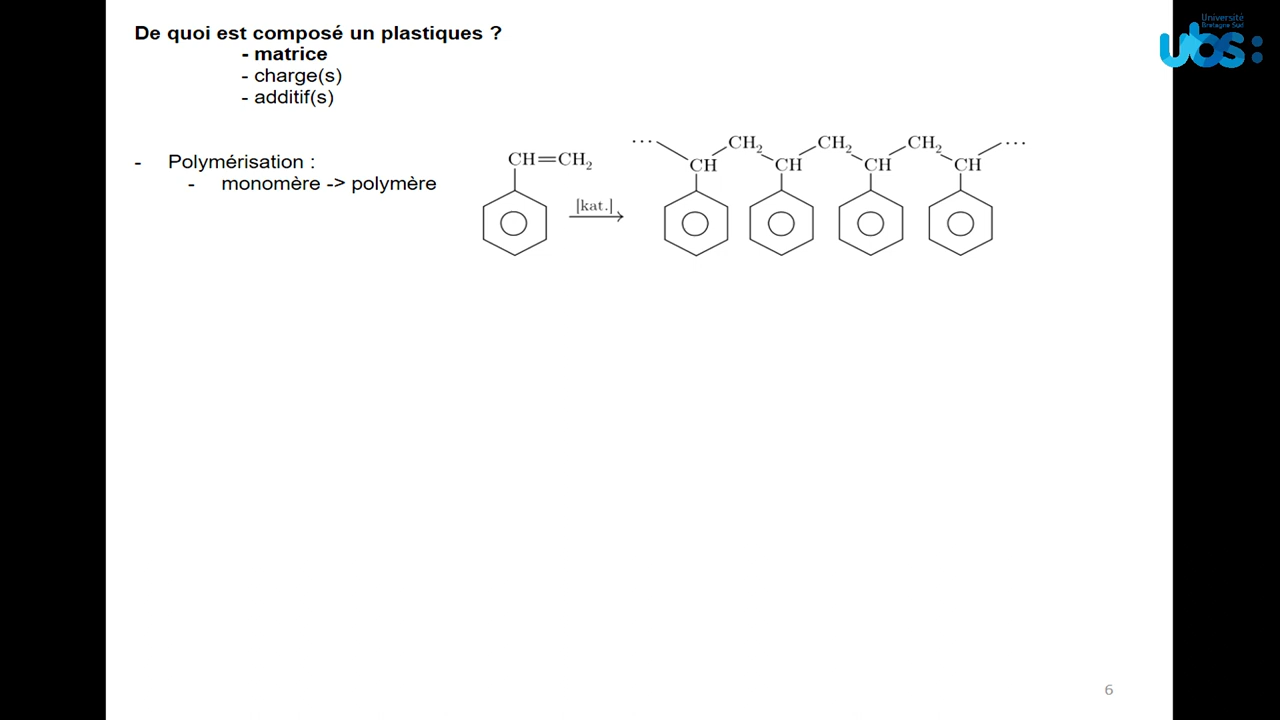 De quoi est composé un plastiques ?
- matrice
- charge(s)
- additif(s)
Université
Bretagne Sud
ubs:
- Polymérisation :
- monomère -> polymère
CH=CH₂
[kat.]
... CH₂ CH₂ CH₂ ...
CH CH CH CH
6